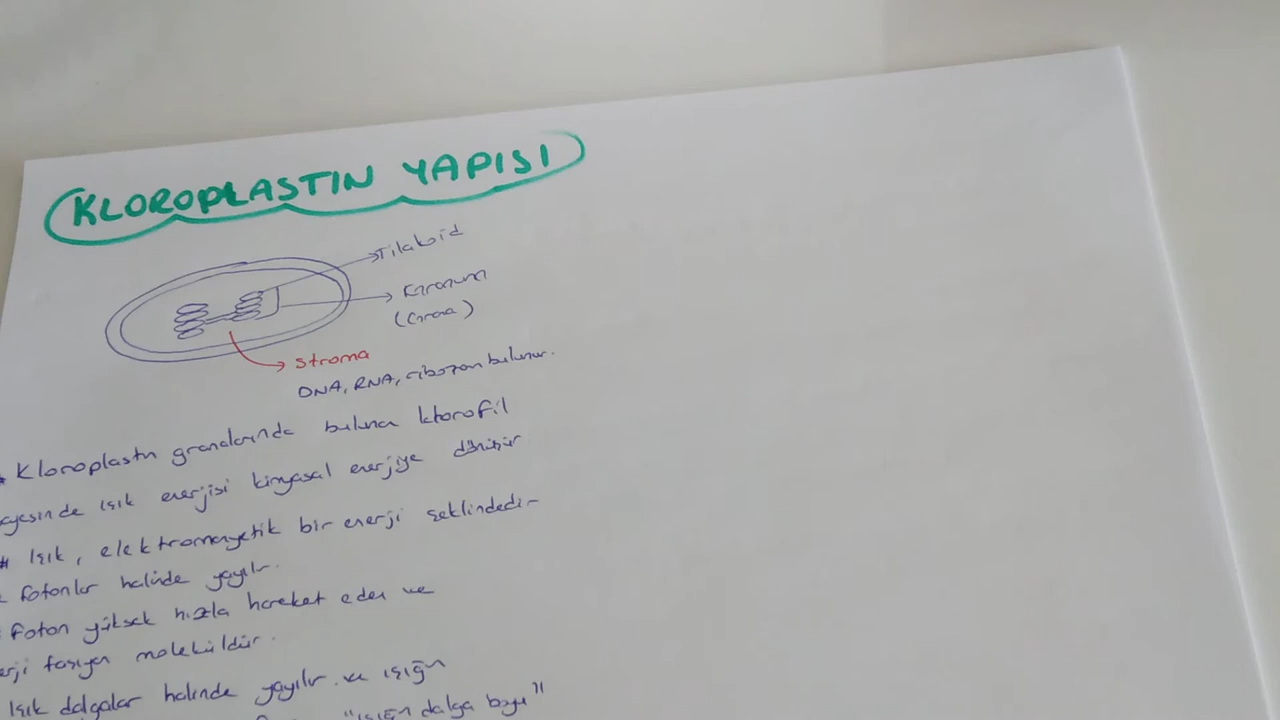 KLOROPLASTIN YAPISI
Tilakoid
Granum
(Grana)
Stroma
DNA, RNA, ribozom bulunur.
* Kloroplastın granalarında bulunan klorofil
sayesinde ışık enerjisi kimyasal enerjiye dönüşür
* Işık, elektromanyetik bir enerji şeklindedir
fotonlar halinde yayılır.
Foton yüksek hızla hareket eden ve
enerji taşıyan moleküldür.
Işık dalgalar halinde yayılır ve ışığın
"ışığın dalga boyu"